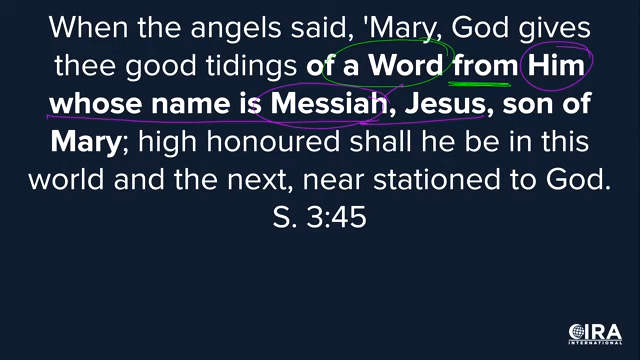 When the angels said, 'Mary, God gives
thee good tidings of a Word from Him
whose name is Messiah, Jesus, son of
Mary; high honoured shall he be in this
world and the next, near stationed to God.
S. 3:45
CIRA
INTERNATIONAL